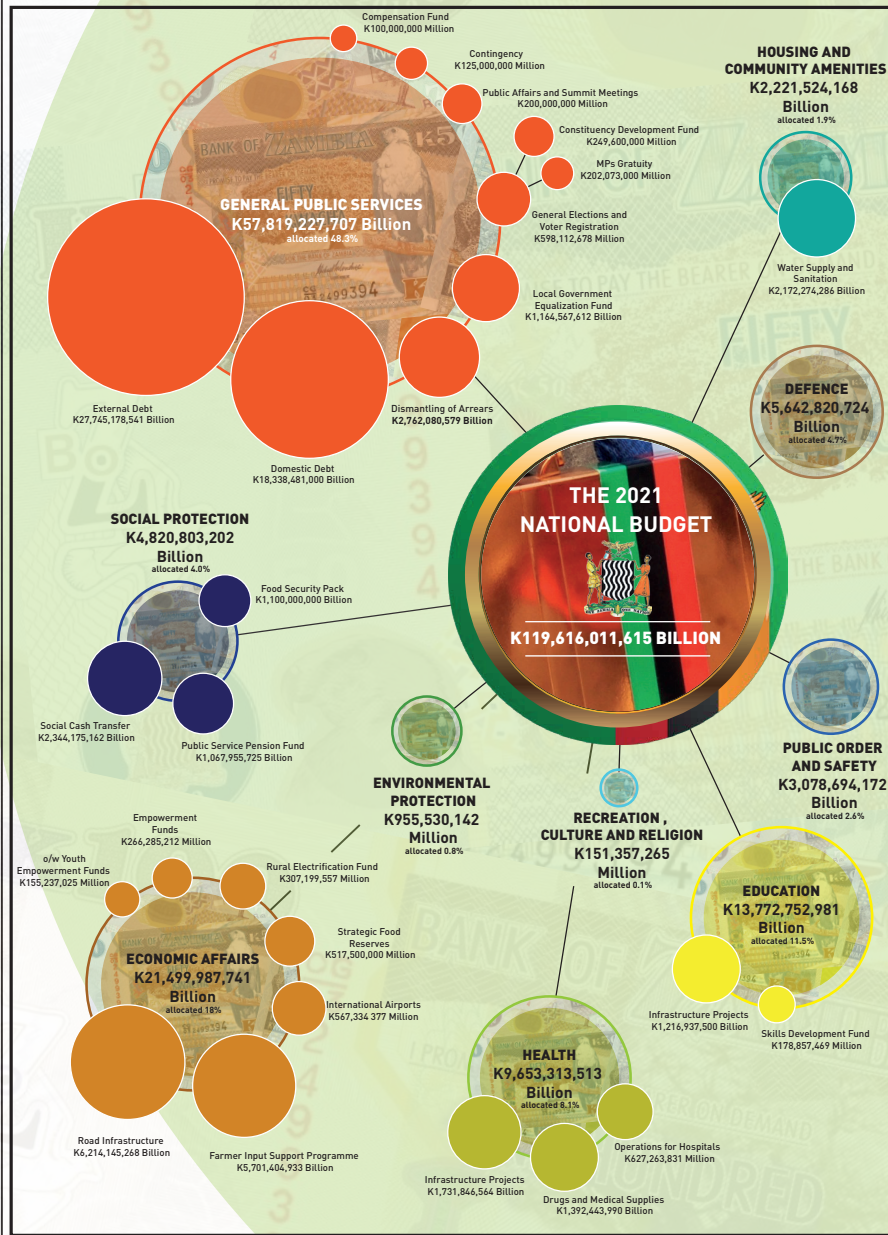 Compensation Fund
K100,000,000 Million
Contingency
K125,000,000 Million
Public Affairs and Summit Meetings
K200,000,000 Million
Constituency Development Fund
K249,600,000 Million
MPs Gratuity
K202,073,000 Million
General Elections and
Voter Registration
K598,112,678 Million
Local Government
Equalization Fund
K1,164,567,612 Billion
Dismantling of Arrears
K2,762,080,579 Billion
Domestic Debt
K18,338,481,000 Billion
External Debt
K27,745,178,541 Billion
BANK OF ZAMBIA
K5
FIFTY
2499394
GENERAL PUBLIC SERVICES
K57,819,227,707 Billion
allocated 48.3%
HOUSING AND
COMMUNITY AMENITIES
K2,221,524,168
Billion
allocated 1.9%
Water Supply and
Sanitation
K2,172,274,286 Billion
FIFTY
DEFENCE
K5,642,820,724
Billion
allocated 4.7%
THE 2021
NATIONAL BUDGET
K119,616,011,615 BILLION
SOCIAL PROTECTION
K4,820,803,202
Billion
allocated 4.0%
Food Security Pack
K1,100,000,000 Billion
Social Cash Transfer
K2,344,175,162 Billion
Public Service Pension Fund
K1,067,955,725 Billion
PUBLIC ORDER
AND SAFETY
K3,078,694,172
Billion
allocated 2.6%
ENVIRONMENTAL
PROTECTION
K955,530,142
Million
allocated 0.8%
RECREATION ,
CULTURE AND RELIGION
K151,357,265
Million
allocated 0.1%
EDUCATION
K13,772,752,981
Billion
allocated 11.5%
Infrastructure Projects
K1,216,937,500 Billion
Skills Development Fund
K178,857,469 Million
Empowerment
Funds
K266,285,212 Million
o/w Youth
Empowerment Funds
K155,237,025 Million
Rural Electrification Fund
K307,199,557 Million
Strategic Food
Reserves
K517,500,000 Million
International Airports
K567,334 377 Million
ECONOMIC AFFAIRS
K21,499,987,741
Billion
allocated 18%
Road Infrastructure
K6,214,145,268 Billion
Farmer Input Support Programme
K5,701,404,933 Billion
HEALTH
K9,653,313,513
Billion
allocated 8.1%
Operations for Hospitals
K627,263,831 Million
Infrastructure Projects
K1,731,846,564 Billion
Drugs and Medical Supplies
K1,392,443,990 Billion